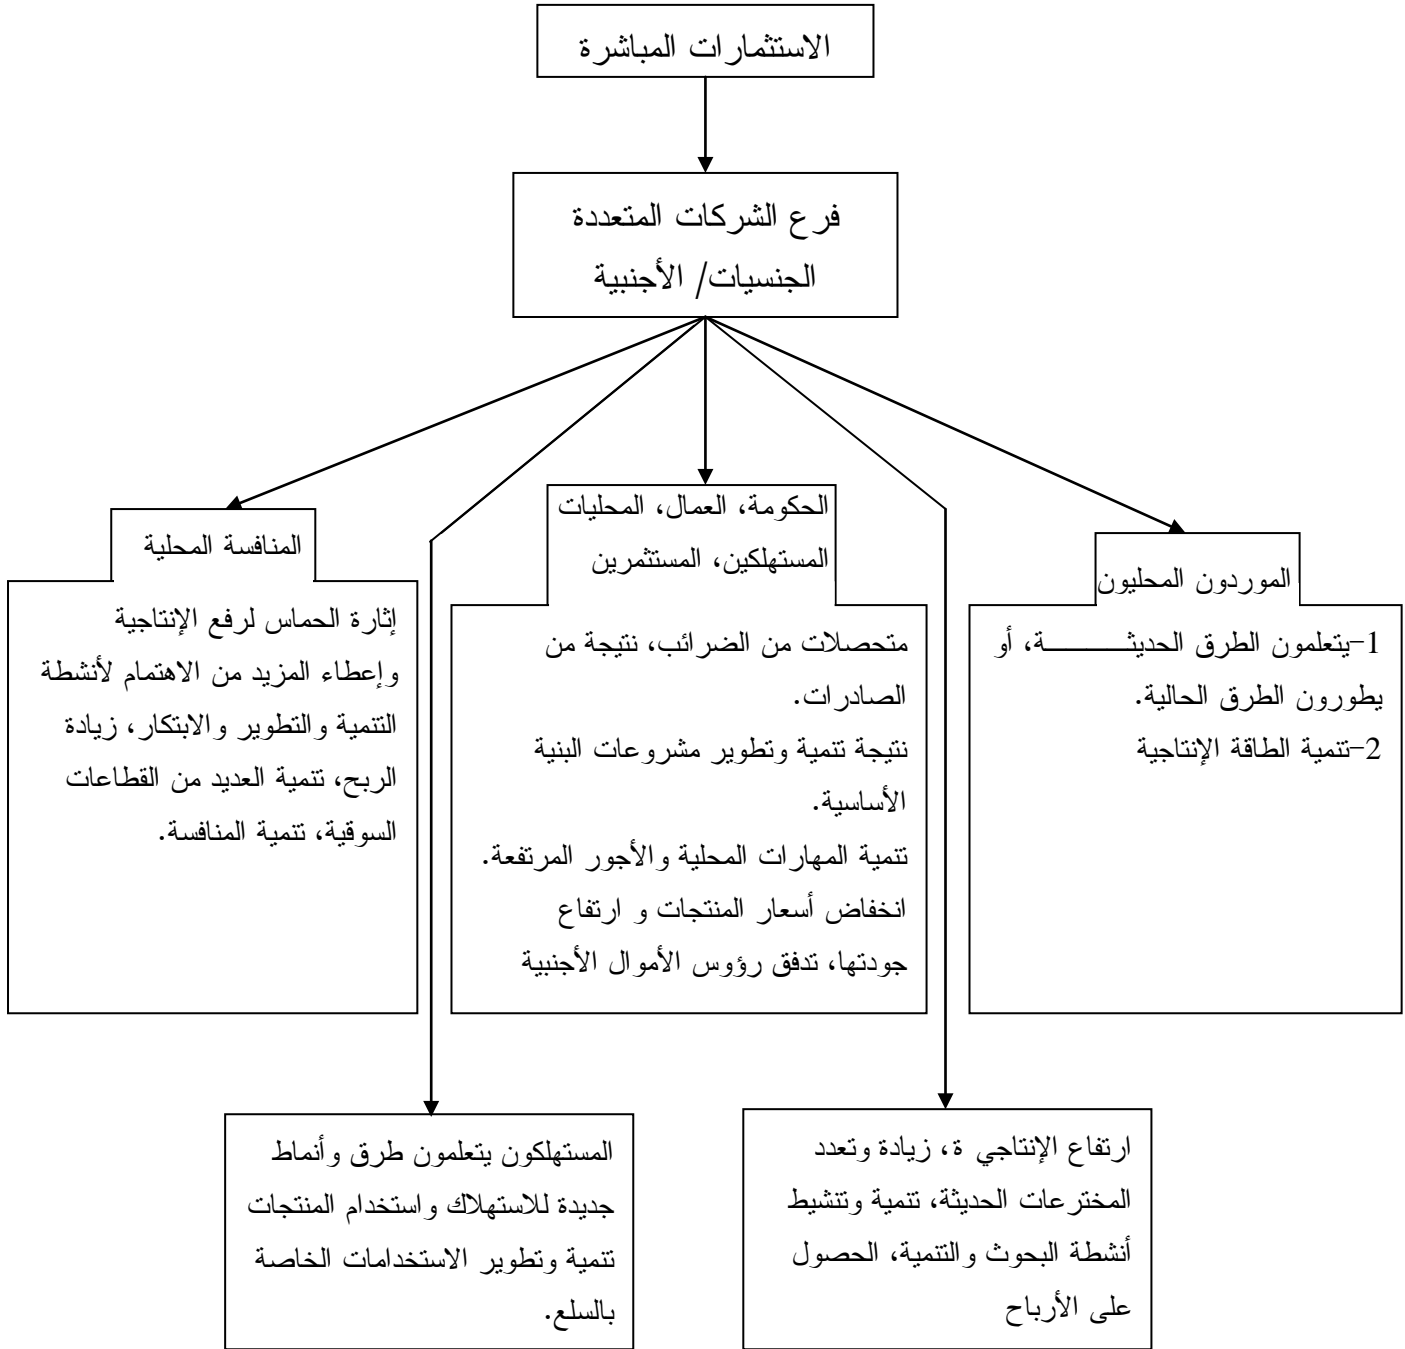 الاستثمارات المباشرة
فرع الشركات المتعددة
الجنسيات/ الأجنبية
الموردون المحليون
1-يتعلمون الطرق الحديثـــــــــــة، أو
يطورون الطرق الحالية.
2-تنمية الطاقة الإنتاجية
الحكومة، العمال، المحليات
المستهلكين، المستثمرين
متحصلات من الضرائب، نتيجة من
الصادرات.
نتيجة تنمية وتطوير مشروعات البنية
الأساسية.
تنمية المهارات المحلية والأجور المرتفعة.
انخفاض أسعار المنتجات و ارتفاع
جودتها، تدفق رؤوس الأموال الأجنبية
المنافسة المحلية
إثارة الحماس لرفع الإنتاجية
وإعطاء المزيد من الاهتمام لأنشطة
التنمية والتطوير والابتكار، زيادة
الربح، تنمية العديد من القطاعات
السوقية، تنمية المنافسة.
ارتفاع الإنتاجي ة، زيادة وتعدد
المخترعات الحديثة، تنمية وتنشيط
أنشطة البحوث والتنمية، الحصول
على الأرباح
المستهلكون يتعلمون طرق وأنماط
جديدة للاستهلاك واستخدام المنتجات
تنمية وتطوير الاستخدامات الخاصة
بالسلع.